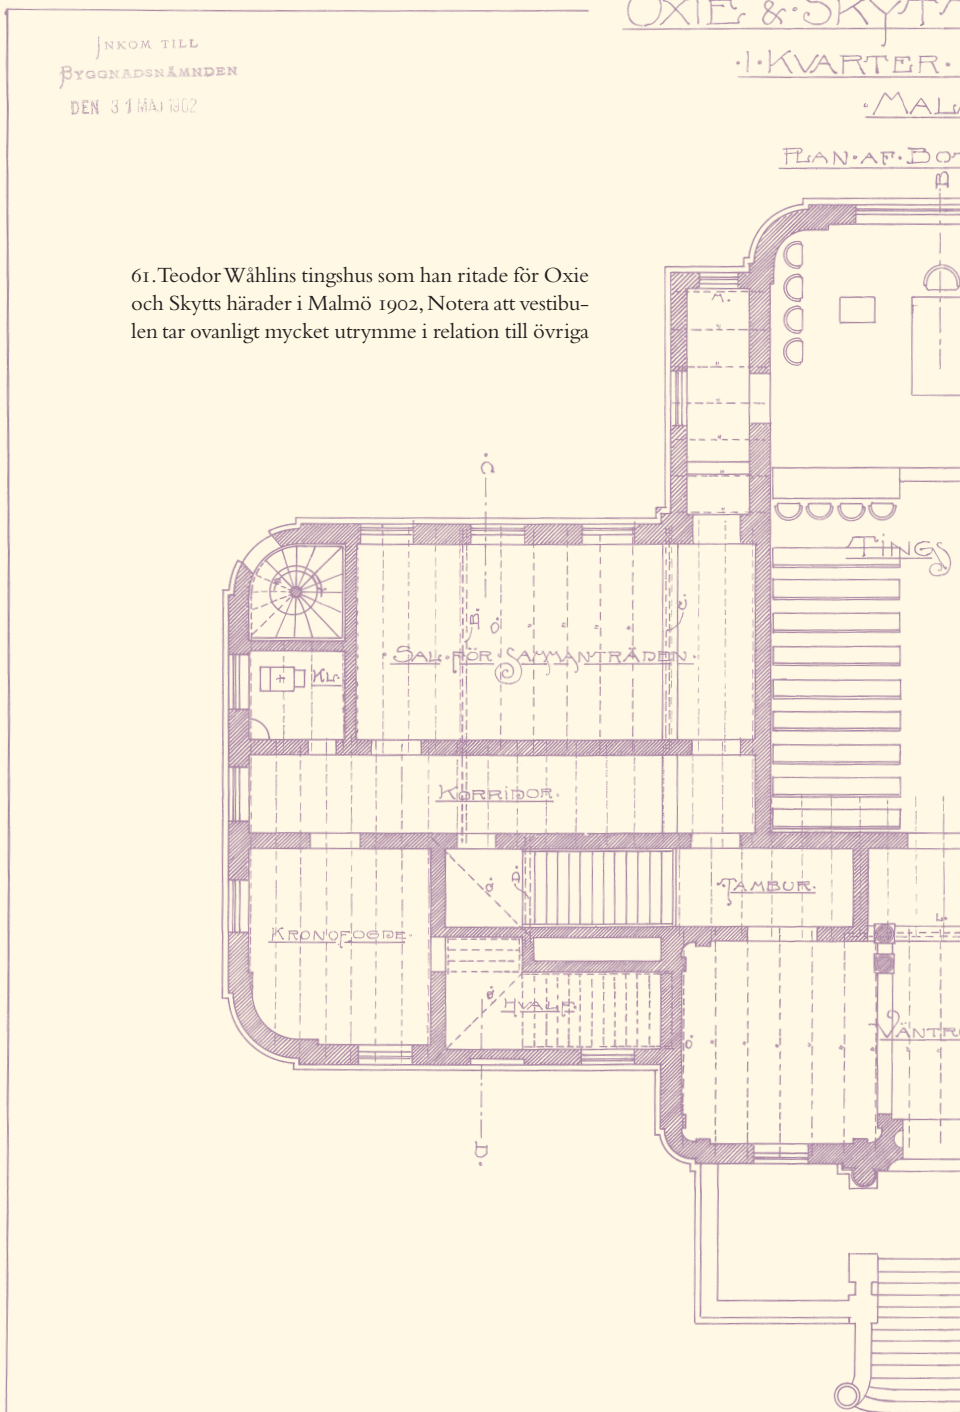 INKOM TILL
BYGGNADSNÄMNDEN
DEN 31 MAJ 1902
OXIE & SKYT
·I·KVARTER·
·MAL
PLAN·AF·BOT
B
61. Teodor Wåhlins tingshus som han ritade för Oxie
och Skytts härader i Malmö 1902, Notera att vestibu-
len tar ovanligt mycket utrymme i relation till övriga
M.
C.
TINGS
B.
C.
Ö.
·SAL·FÖR·SAMMANTRÄDEN·
KL.
KORRIDOR·
D.
TAMBUR·
KRONOFOGDE·
L.
HVALF·
VÄNTR
Ö
D.